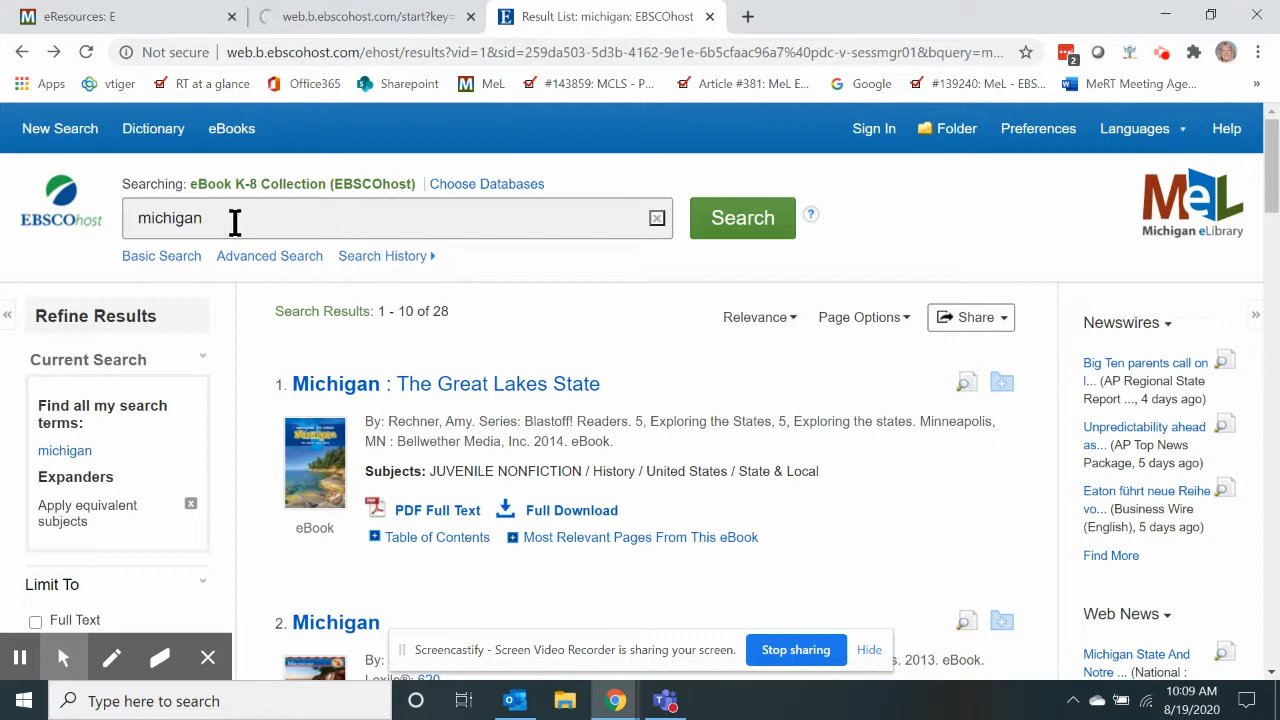 eResources: E
web.b.ebscohost.com/start?key=
Result List: michigan: EBSCOhost
Not secure
web.b.ebscohost.com/ehost/results?vid=1&sid=259da503-5d3b-4162-9e1e-6b5cfaac96a7%40pdc-v-sessmgr01&bquery=m...
2
Apps
vtiger
RT at a glance
Office365
Sharepoint
MeL
#143859: MCLS - P...
Article #381: MeL E...
Google
#139240: MeL - EBS...
MeRT Meeting Age...
»
New Search
Dictionary
eBooks
Sign In
Folder
Preferences
Languages
Help
EBSCOhost
Searching: eBook K-8 Collection (EBSCOhost)
Choose Databases
michigan
Search
?
Basic Search
Advanced Search
Search History
MeL
Michigan eLibrary
«
Refine Results
Current Search
Find all my search
terms:
michigan
Expanders
Apply equivalent
subjects
Limit To
Full Text
Search Results: 1 - 10 of 28
Relevance
Page Options
Share
1. Michigan : The Great Lakes State
By: Rechner, Amy. Series: Blastoff! Readers. 5, Exploring the States, 5, Exploring the states. Minneapolis,
MN : Bellwether Media, Inc. 2014. eBook.
Subjects: JUVENILE NONFICTION / History / United States / State & Local
PDF Full Text
Full Download
eBook
Table of Contents
Most Relevant Pages From This eBook
2. Michigan
By:
s. 2013. eBook.
Lexile®: 620
»
Newswires
Big Ten parents call on
l... (AP Regional State
Report ..., 4 days ago)
Unpredictability ahead
as... (AP Top News
Package, 5 days ago)
Eaton führt neue Reihe
vo... (Business Wire
(English), 5 days ago)
Find More
Web News
Michigan State And
Notre ... (National :
Screencastify - Screen Video Recorder is sharing your screen.
Stop sharing
Hide
Type here to search
10:09 AM
8/19/2020